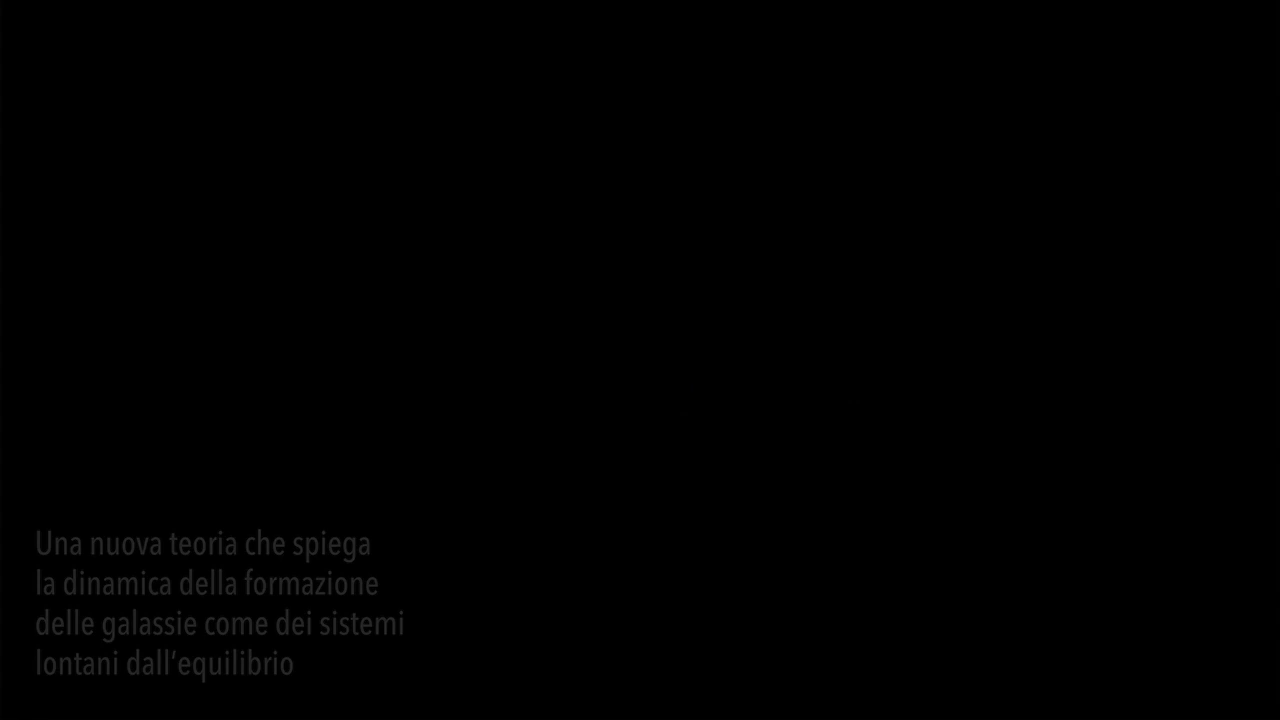 Una nuova teoria che spiega
la dinamica della formazione
delle galassie come dei sistemi
lontani dall‘equilibrio